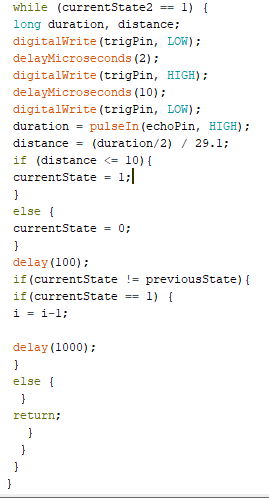 while (currentState2 == 1) {
long duration, distance;
digitalWrite(trigPin, LOW);
delayMicroseconds(2);
digitalWrite(trigPin, HIGH);
delayMicroseconds(10);
digitalWrite(trigPin, LOW);
duration = pulseIn(echoPin, HIGH);
distance = (duration/2) / 29.1;
if (distance <= 10){
currentState = 1;
}
else {
currentState = 0;
}
delay(100);
if(currentState != previousState){
if(currentState == 1) {
i = i-1;

delay(1000);
}
else {
}
return;
}
}
}
}